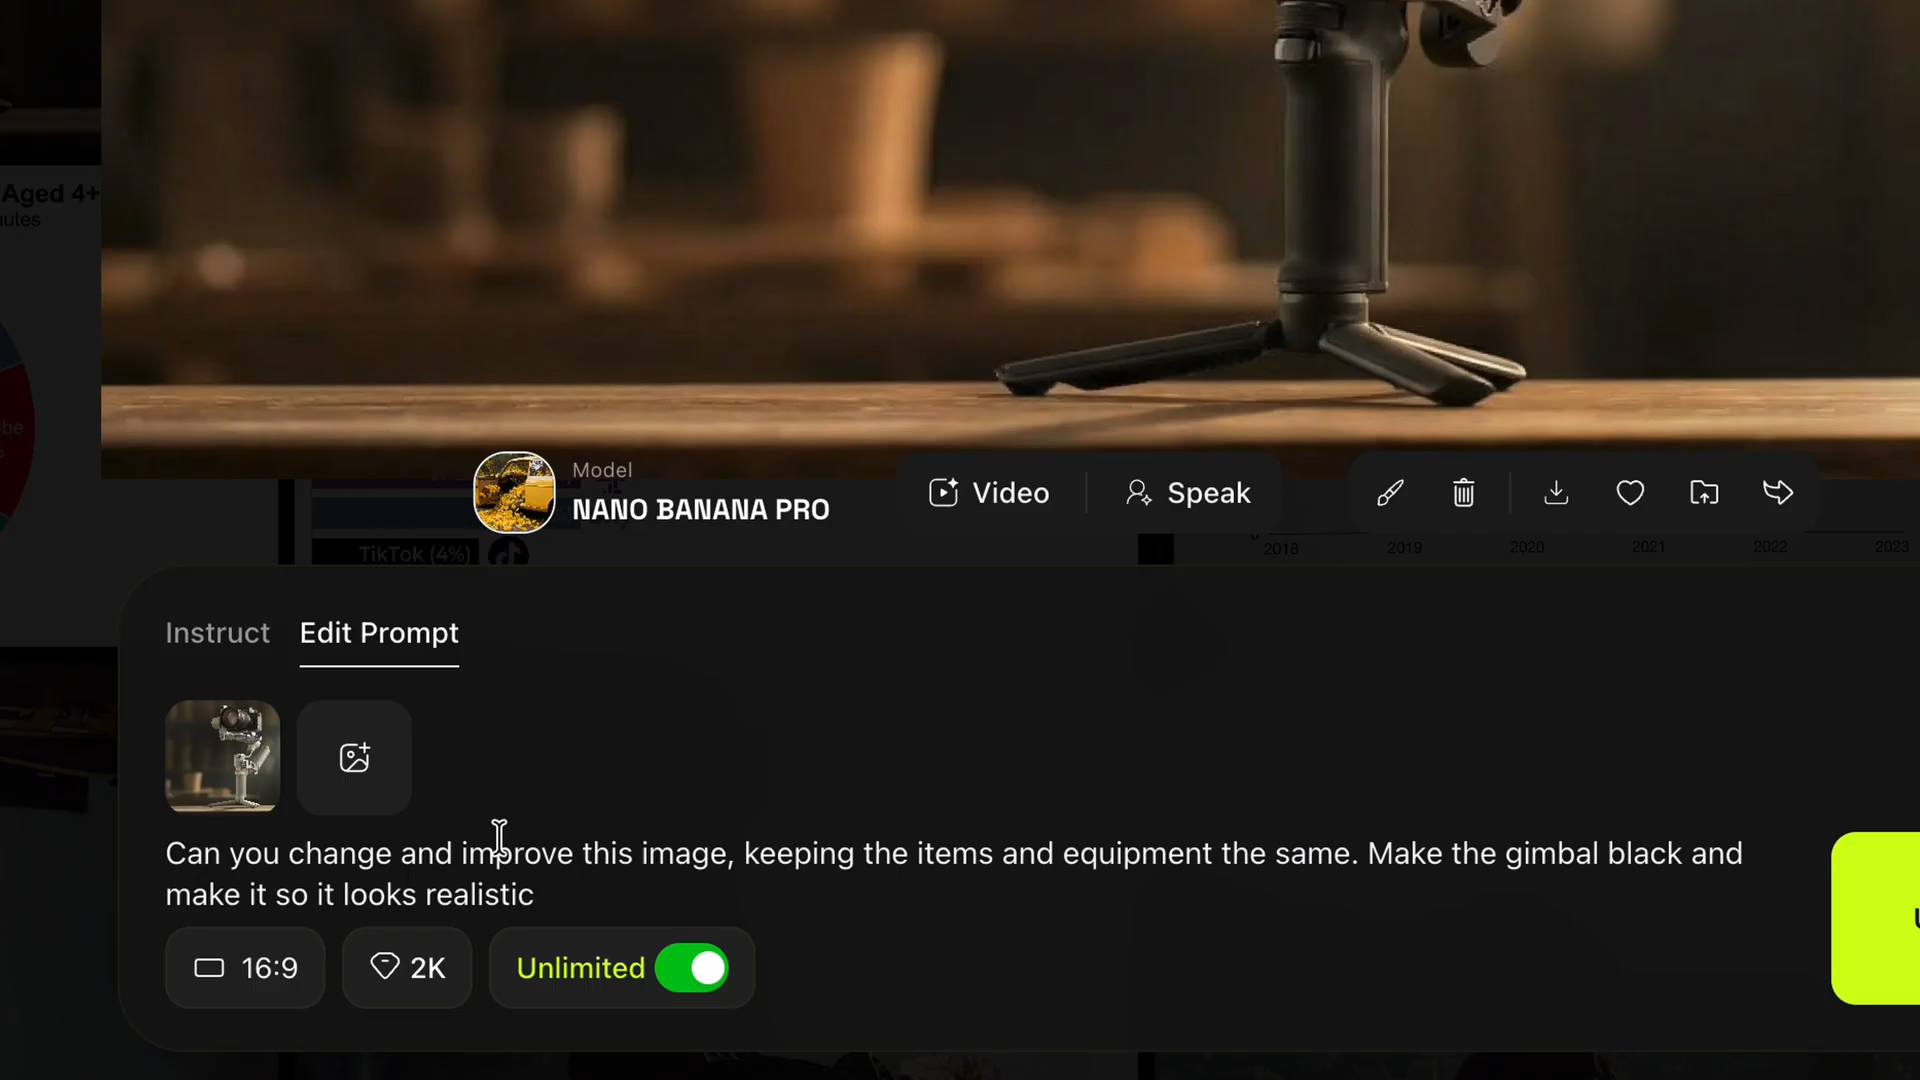 Aged 4+
Model
NANO BANANA PRO
Video
Speak
TikTok (4%)
2018
2019
2020
2021
2022
2023
Instruct
Edit Prompt
Can you change and improve this image, keeping the items and equipment the same. Make the gimbal black and
make it so it looks realistic
16:9
2K
Unlimited